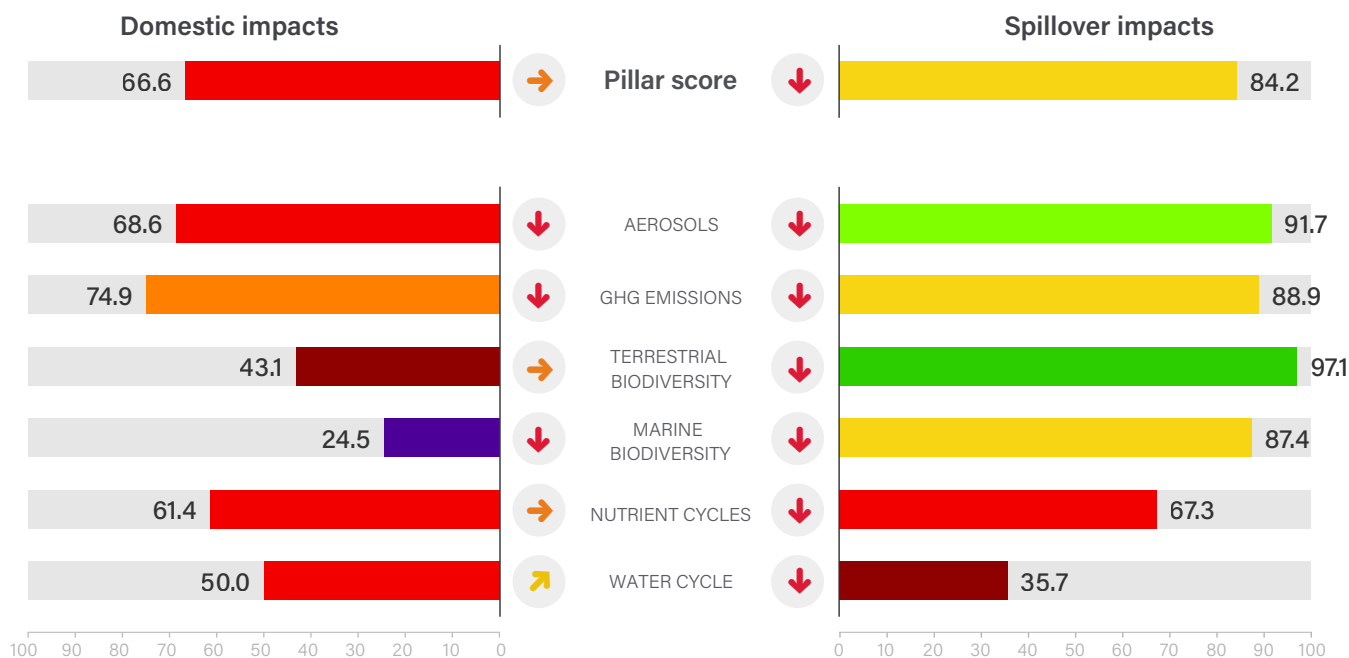 Domestic impacts
Spillover impacts
66.6
Pillar score
84.2
68.6
AEROSOLS
91.7
74.9
GHG EMISSIONS
88.9
43.1
TERRESTRIAL
BIODIVERSITY
97.1
24.5
MARINE
BIODIVERSITY
87.4
61.4
NUTRIENT CYCLES
67.3
50.0
WATER CYCLE
35.7
100 90 80 70 60 50 40 30 20 10 0
0 10 20 30 40 50 60 70 80 90 100